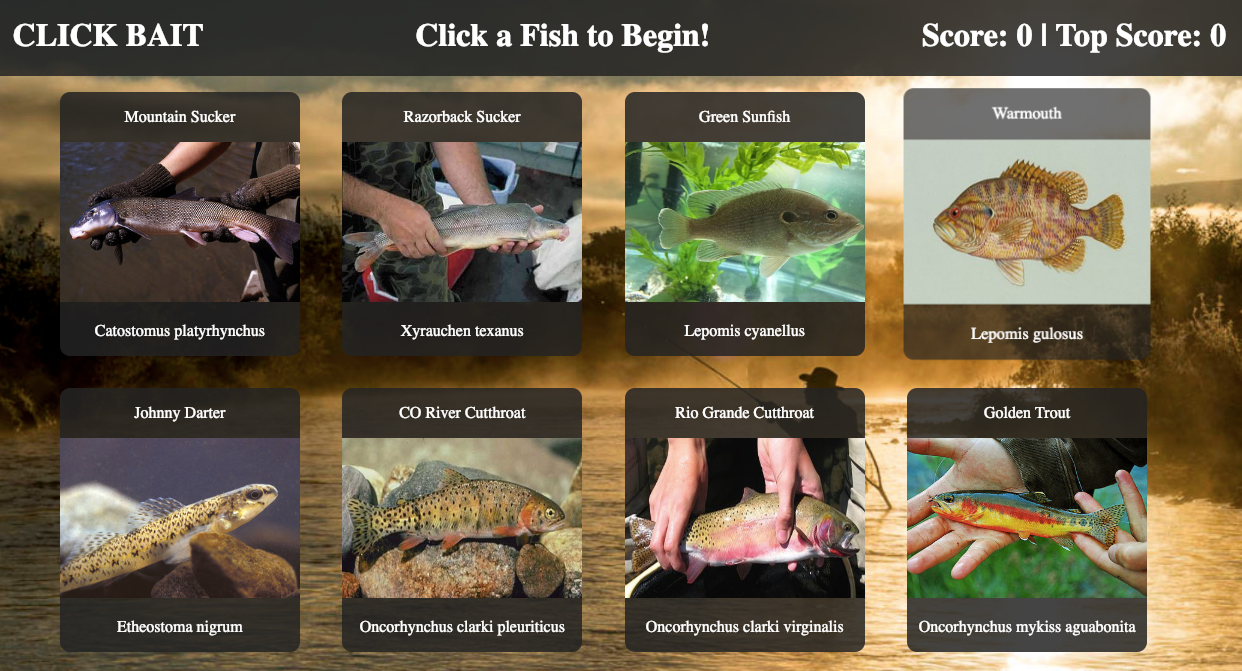 CLICK BAIT
Click a Fish to Begin!
Score: 0 | Top Score: 0
Mountain Sucker
Razorback Sucker
Green Sunfish
Warmouth
Catostomus platyrhynchus
Xyrauchen texanus
Lepomis cyanellus
Lepomis gulosus
Johnny Darter
CO River Cutthroat
Rio Grande Cutthroat
Golden Trout
Etheostoma nigrum
Oncorhynchus clarki pleuriticus
Oncorhynchus clarki virginalis
Oncorhynchus mykiss aguabonita